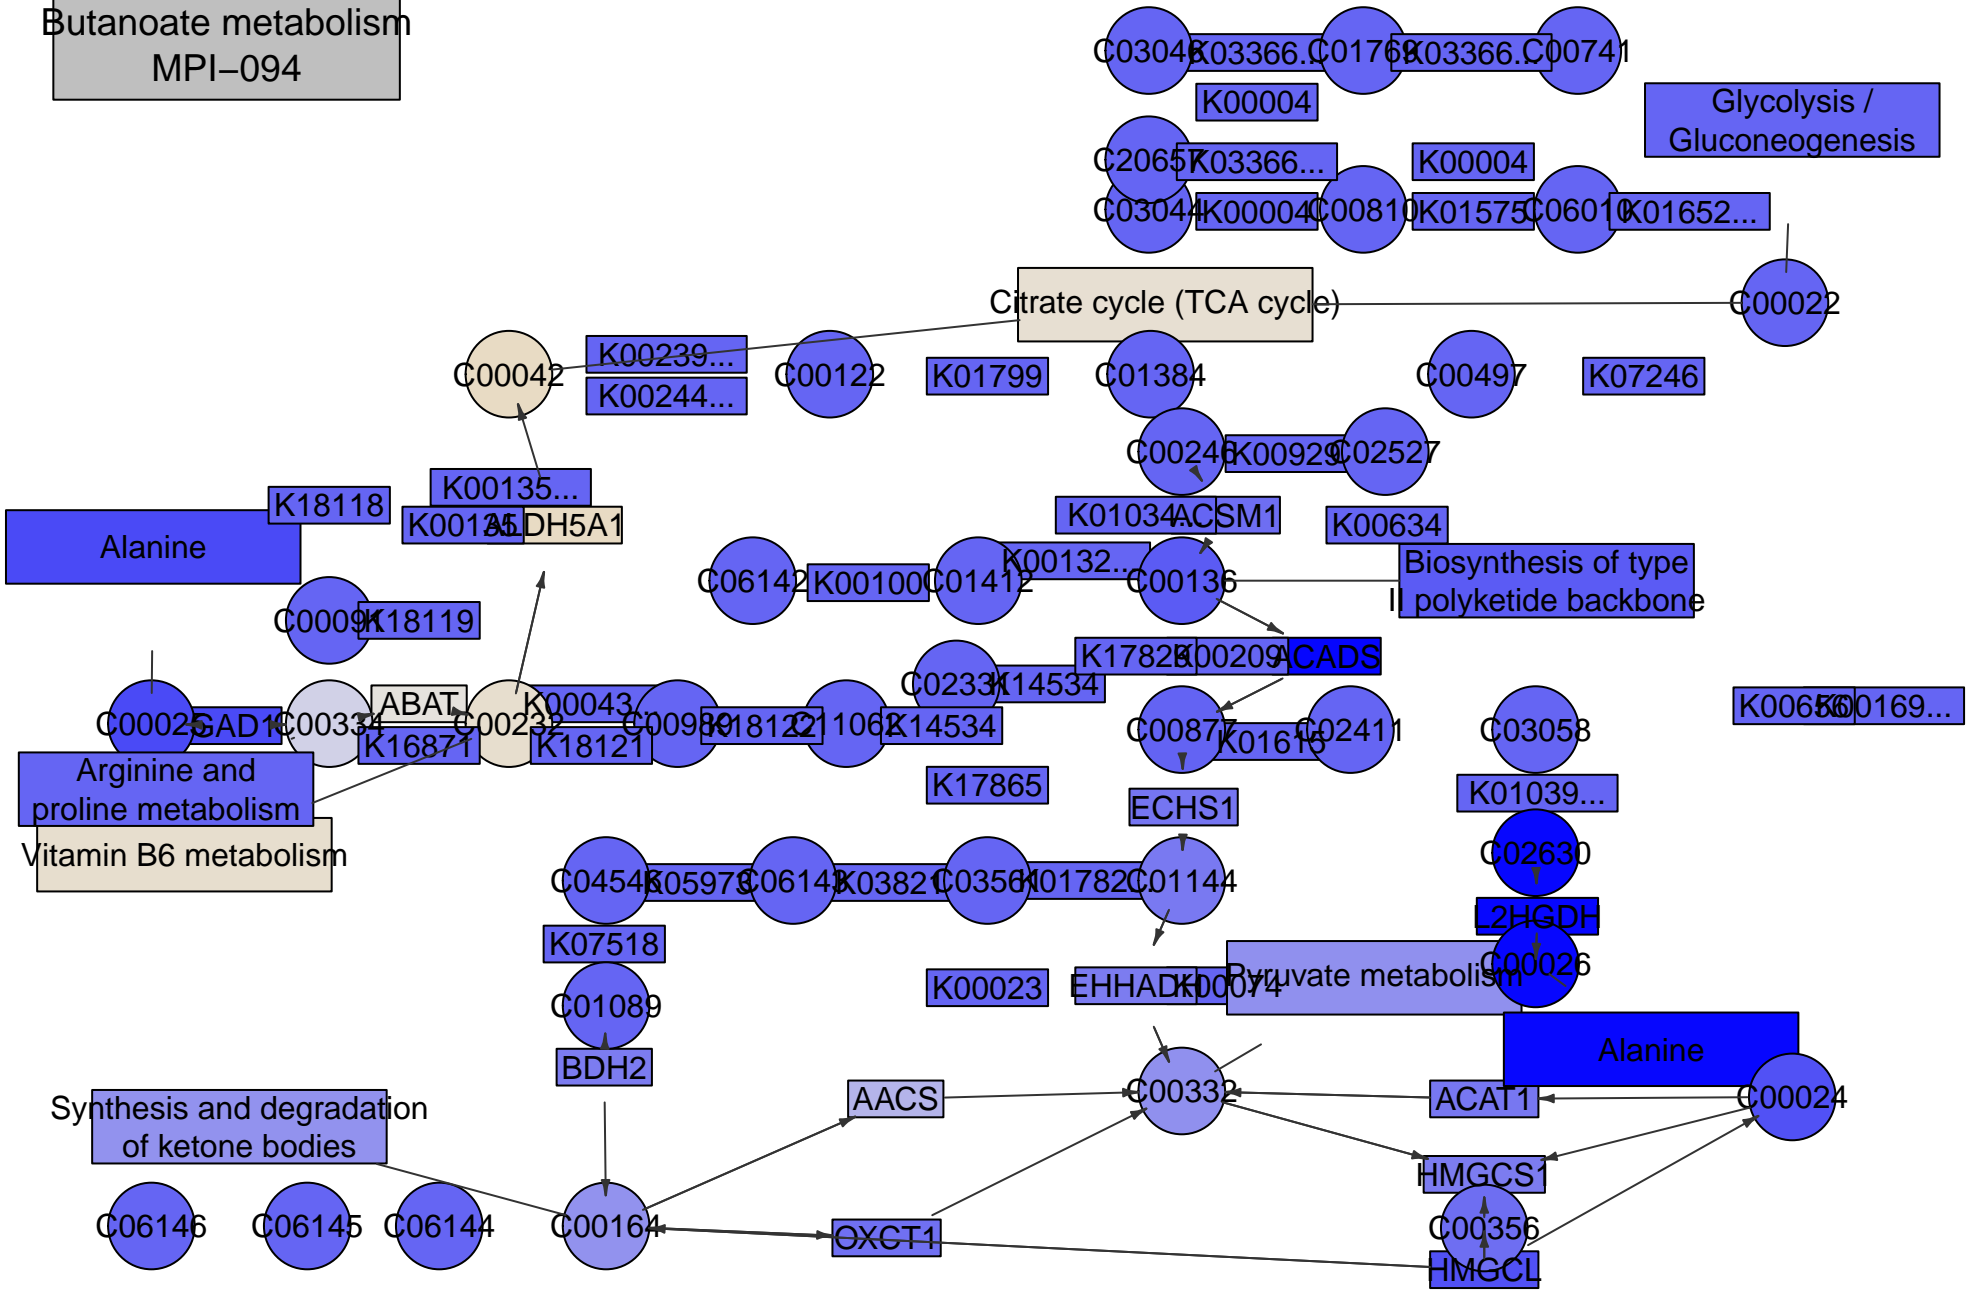 Butanoate metabolism
MPI−094
C03046
K03366...
C01769
K03366...
C00741
K00004
Glycolysis /
Gluconeogenesis
C20657
K03366...
K00004
C03044
K00004
C00810
K01575
C06010
K01652...
Citrate cycle (TCA cycle)
C00022
C00042
K00239...
K00244...
C00122
K01799
C01384
C00497
K07246
C00246
K00929
C02527
K18118
K00135...
K00135
ALDH5A1
K01034...
ACSM1
K00634
Alanine
C06142
K00100
C01412
K00132...
C00136
Biosynthesis of type
II polyketide backbone
C00091
K18119
K17829
K00209
ACADS
C02331
K14534
C00025
GAD1
C00334
ABAT
K16871
C00232
K00043...
K18121
C00989
K18122
C11062
K14534
C00877
K01615
C02411
C03058
K00656
K00169...
Arginine and
proline metabolism
Vitamin B6 metabolism
K17865
ECHS1
K01039...
C02630
C04546
K05973
C06143
K03821
C03561
K01782...
C01144
L2HGDH
K07518
C00026
Pyruvate metabolism
K00023
EHHADH
K00074
C01089
BDH2
Alanine
AACS
C00332
ACAT1
C00024
Synthesis and degradation
of ketone bodies
HMGCS1
C06146
C06145
C06144
C00164
OXCT1
C00356
HMGCL